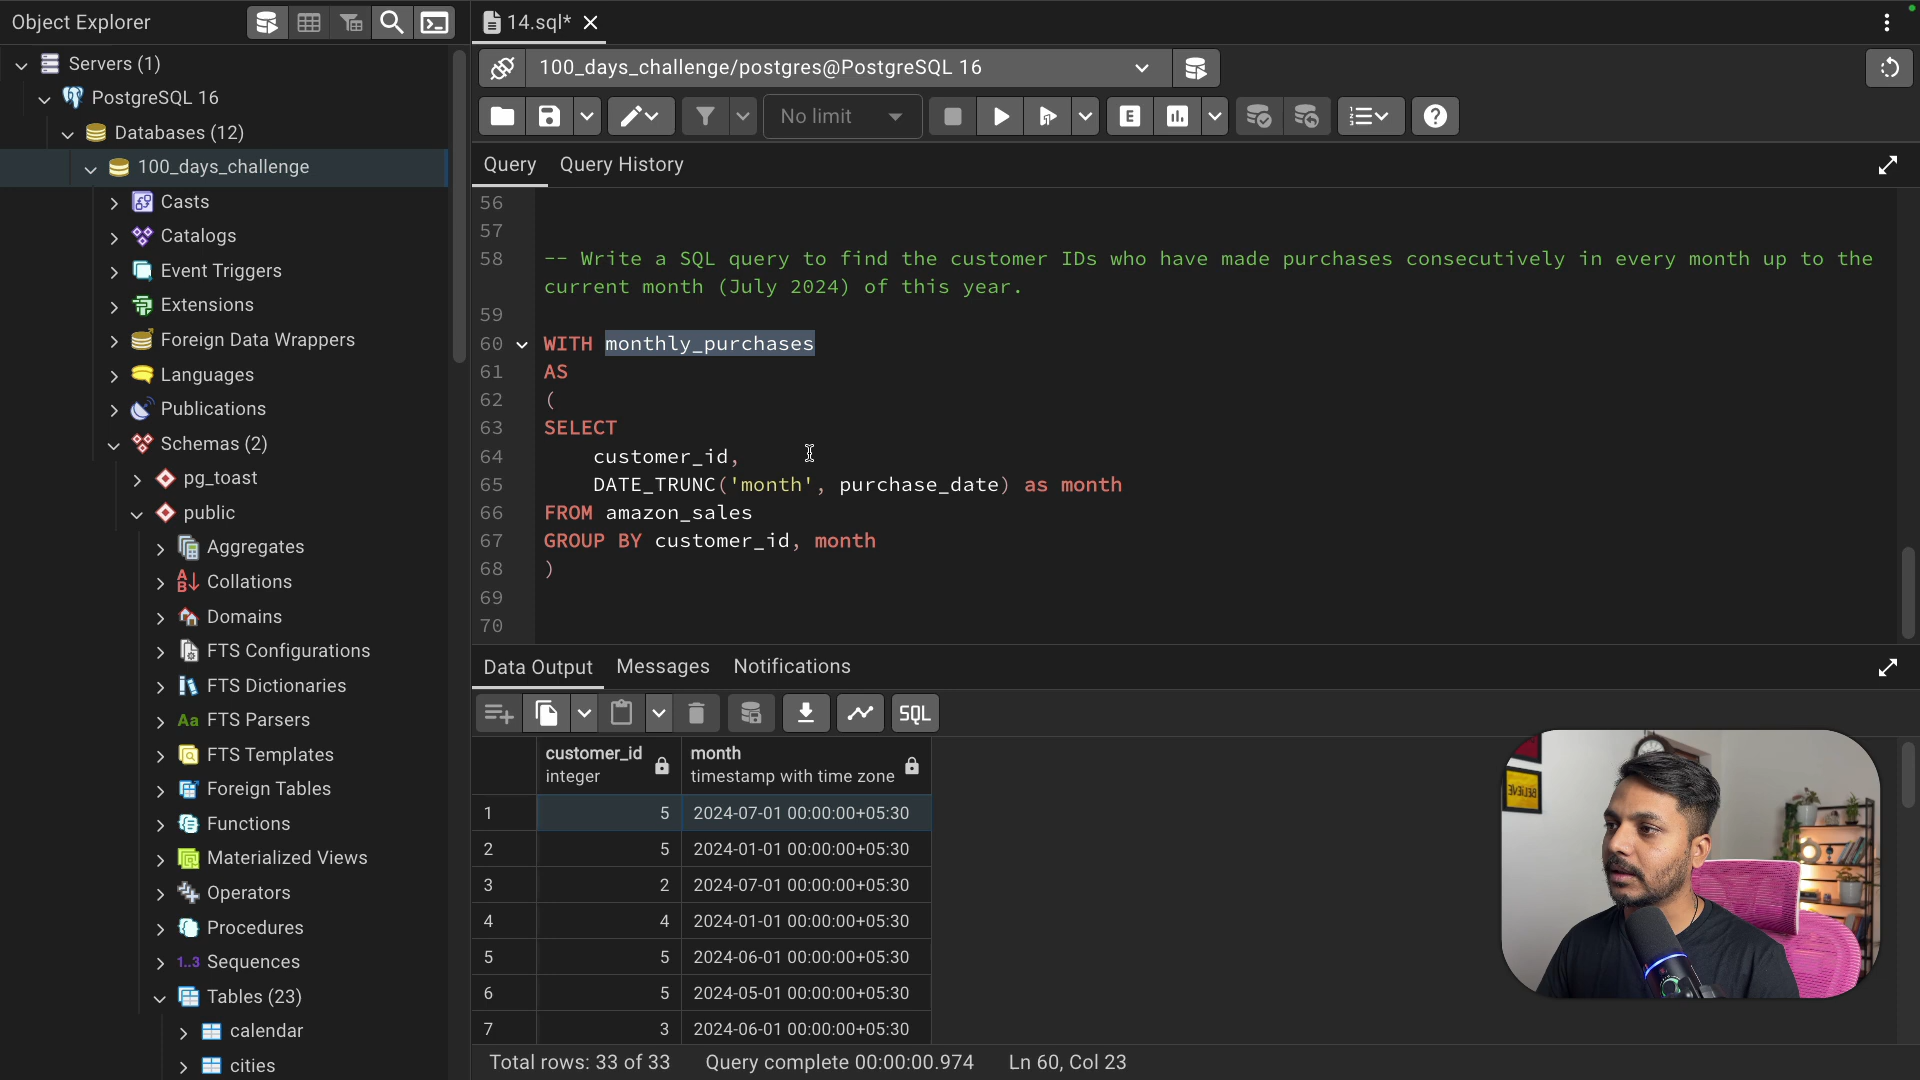 Object Explorer
14.sql*
Servers (1)
100_days_challenge/postgres@PostgreSQL 16
PostgreSQL 16
Databases (12)
No limit
E
100_days_challenge
Query
Query History
Casts
Catalogs
Event Triggers
Extensions
Foreign Data Wrappers
Languages
Publications
Schemas (2)
pg_toast
public
Aggregates
Collations
Domains
FTS Configurations
FTS Dictionaries
Aa FTS Parsers
FTS Templates
Foreign Tables
Functions
Materialized Views
Operators
Procedures
1..3 Sequences
Tables (23)
calendar
cities
56
57
58 -- Write a SQL query to find the customer IDs who have made purchases consecutively in every month up to the
current month (July 2024) of this year.
59
60 WITH monthly_purchases
61 AS
62 (
63 SELECT
64 customer_id,
65 DATE_TRUNC('month', purchase_date) as month
66 FROM amazon_sales
67 GROUP BY customer_id, month
68 )
69
70
Data Output
Messages
Notifications
SQL
customer_id
integer
month
timestamp with time zone
1 5 2024-07-01 00:00:00+05:30
2 5 2024-01-01 00:00:00+05:30
3 2 2024-07-01 00:00:00+05:30
4 4 2024-01-01 00:00:00+05:30
5 5 2024-06-01 00:00:00+05:30
6 5 2024-05-01 00:00:00+05:30
7 3 2024-06-01 00:00:00+05:30
BELIEVE
Total rows: 33 of 33
Query complete 00:00:00.974
Ln 60, Col 23